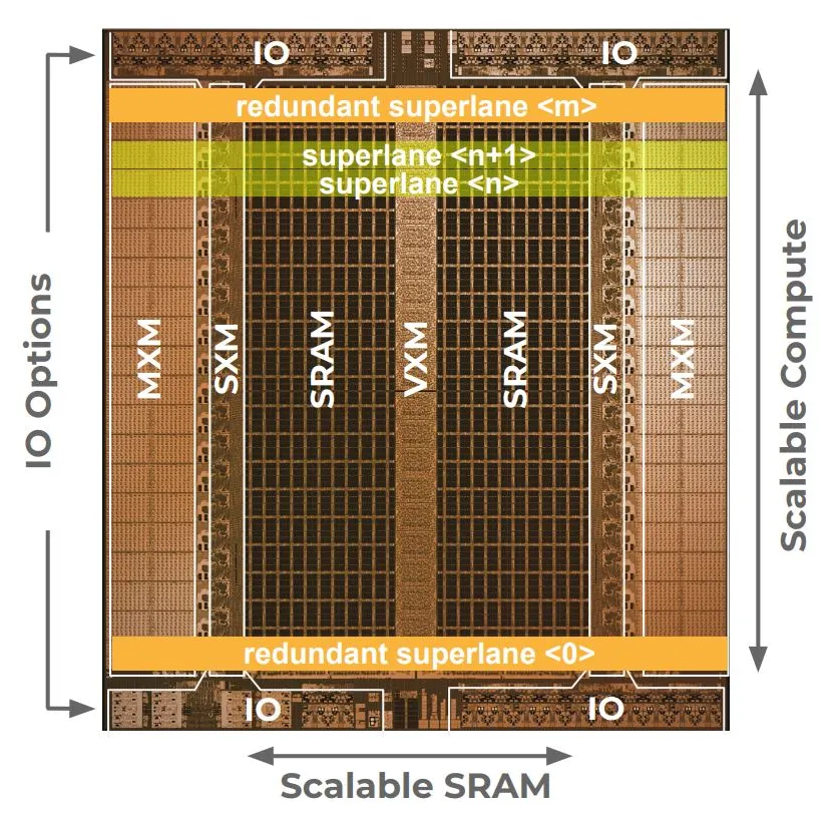 IO
IO
redundant superlane <m>
superlane <n+1>
superlane <n>
IO Options
MXM
SXM
SRAM
VXM
SRAM
SXM
MXM
Scalable Compute
redundant superlane <0>
IO
IO
Scalable SRAM